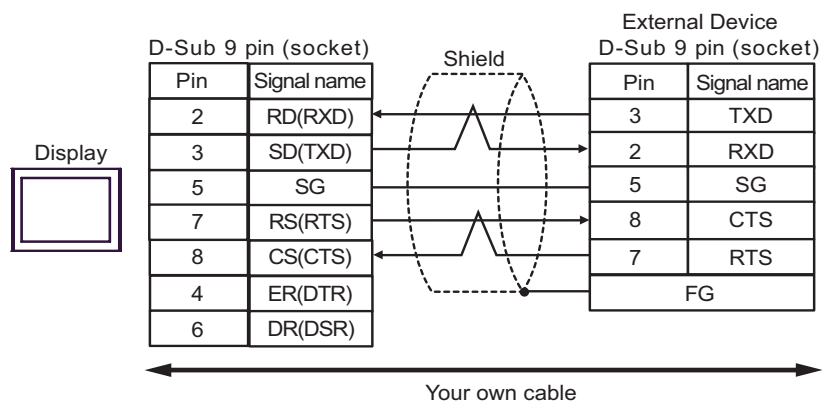 External Device
D-Sub 9 pin (socket)
Shield
D-Sub 9 pin (socket)
Pin Signal name
Pin Signal name
2 RD(RXD)
3 TXD
Display
3 SD(TXD)
2 RXD
5 SG
5 SG
7 RS(RTS)
8 CTS
8 CS(CTS)
7 RTS
4 ER(DTR)
FG
6 DR(DSR)
Your own cable